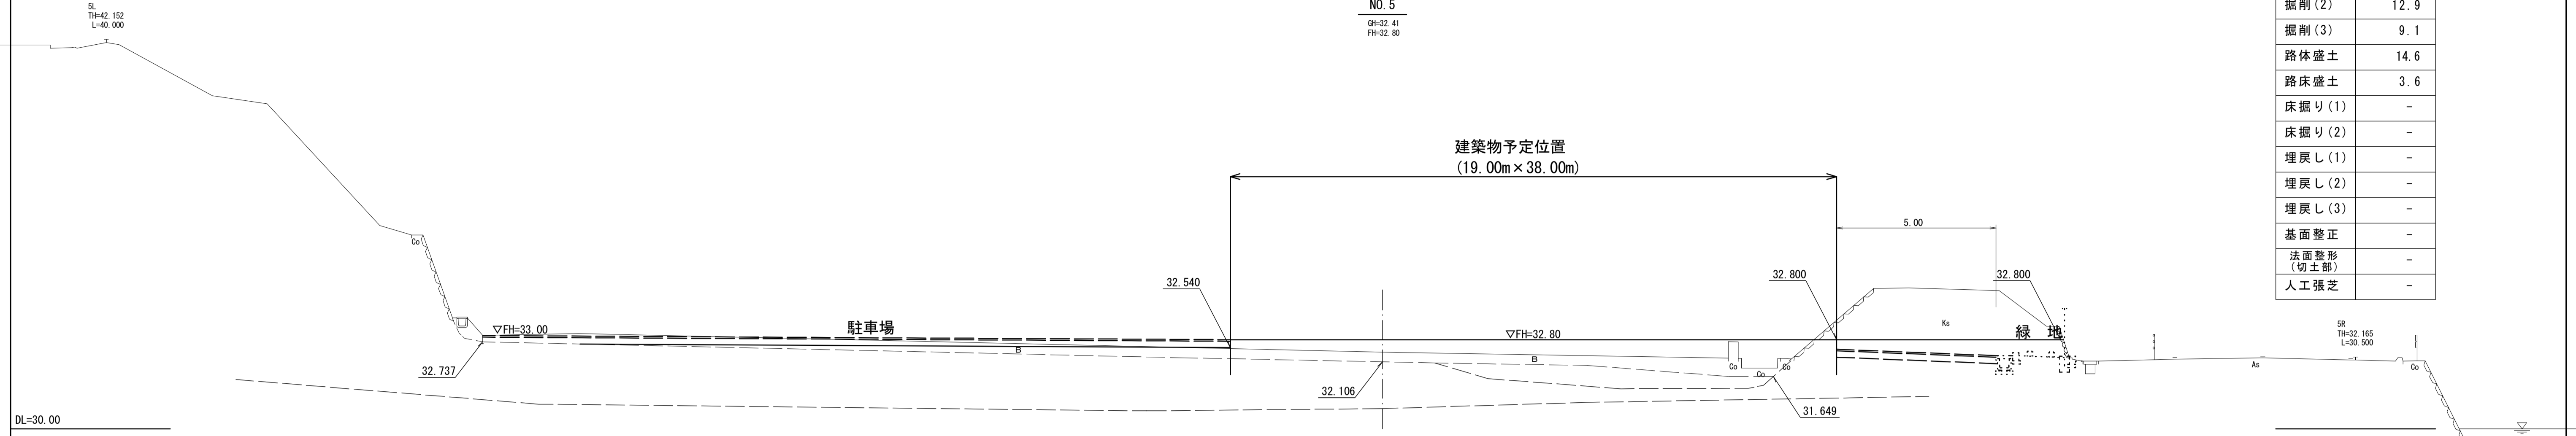 5L
TH=42.152
L=40.000
NO.5
GH=32.41
FH=32.80
掘削(2) 12.9
掘削(3) 9.1
路体盛土 14.6
路床盛土 3.6
床掘り(1) -
床掘り(2) -
埋戻し(1) -
埋戻し(2) -
埋戻し(3) -
基面整正 -
法面整形
(切土部) -
人工張芝 -
建築物予定位置
(19.00m×38.00m)
5.00
Co
32.540
32.800
32.800
▽FH=33.00
駐車場
▽FH=32.80
Ks
緑地
5R
TH=32.165
L=30.500
B
B
Co
Co
Co
As
Co
32.737
32.106
31.649
DL=30.00